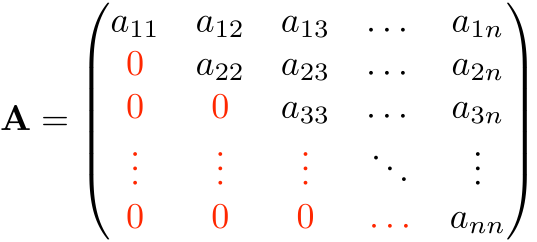 a₁₁ a₁₂ a₁₃ … a₁ₙ
0 a₂₂ a₂₃ … a₂ₙ
A = 0 0 a₃₃ … a₃ₙ
⋮ ⋮ ⋮ ⋱ ⋮
0 0 0 … aₙₙ